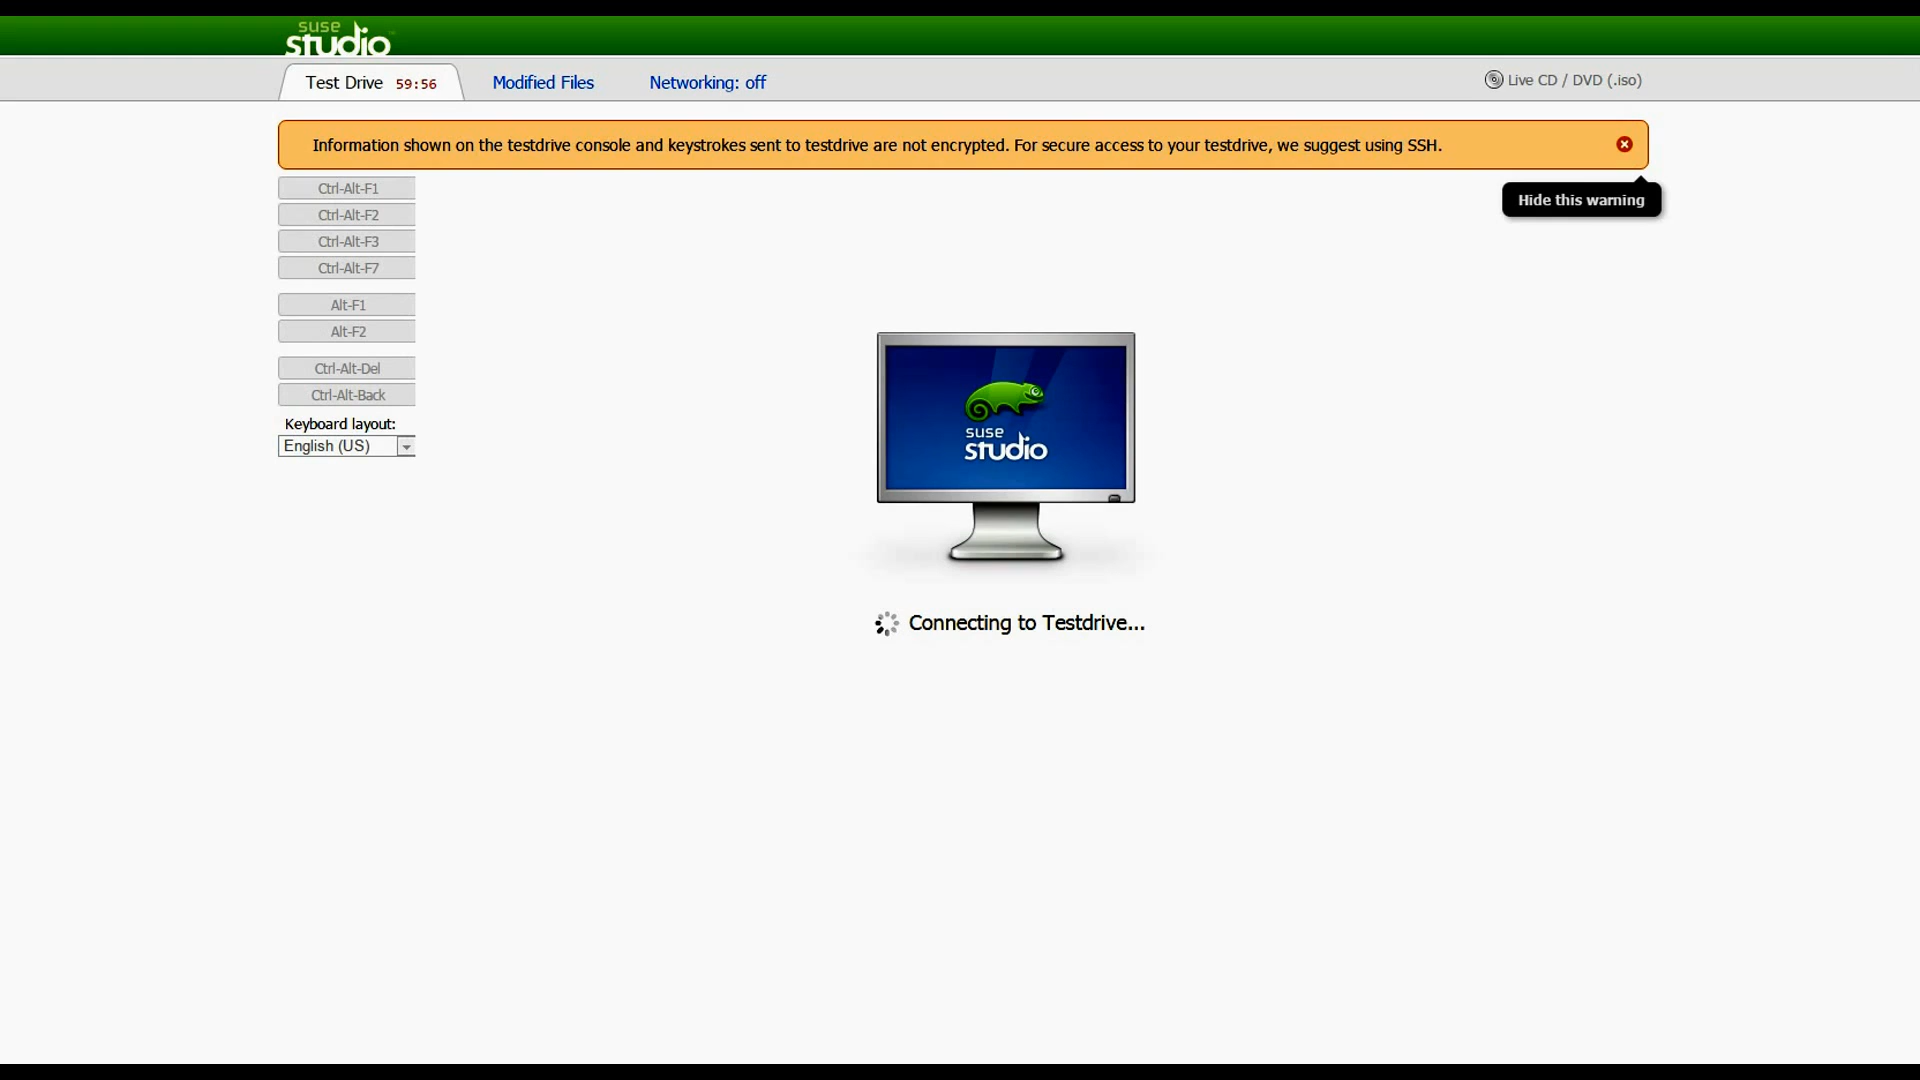 suse
studio
Test Drive 59:56 Modified Files Networking: off Live CD / DVD (.iso)
Information shown on the testdrive console and keystrokes sent to testdrive are not encrypted. For secure access to your testdrive, we suggest using SSH.
Hide this warning
Ctrl-Alt-F1
Ctrl-Alt-F2
Ctrl-Alt-F3
Ctrl-Alt-F7
Alt-F1
Alt-F2
Ctrl-Alt-Del
Ctrl-Alt-Back
Keyboard layout:
English (US)
suse
studio
Connecting to Testdrive...